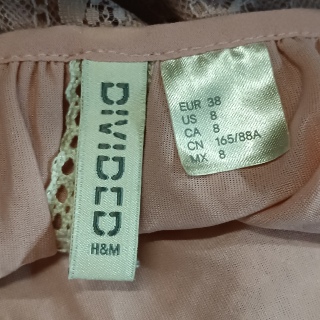 DIVIDED
H&M
EUR 38
US 8
CA 8
CN 165/88A
MX 8